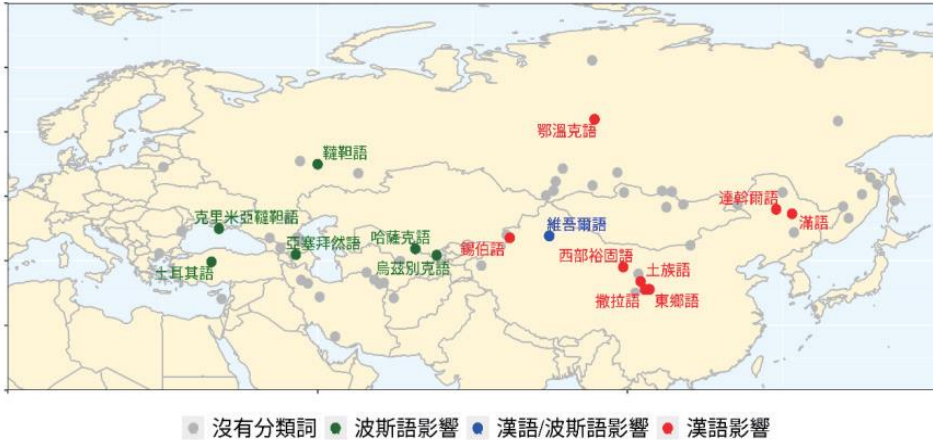 鄂溫克語
韃靼語
達斡爾語
克里米亞韃靼語
滿語
維吾爾語
亞塞拜然語
哈薩克語
錫伯語
西部裕固語
土耳其語
烏茲別克語
土族語
撒拉語
東鄉語
沒有分類詞
波斯語影響
漢語/波斯語影響
漢語影響